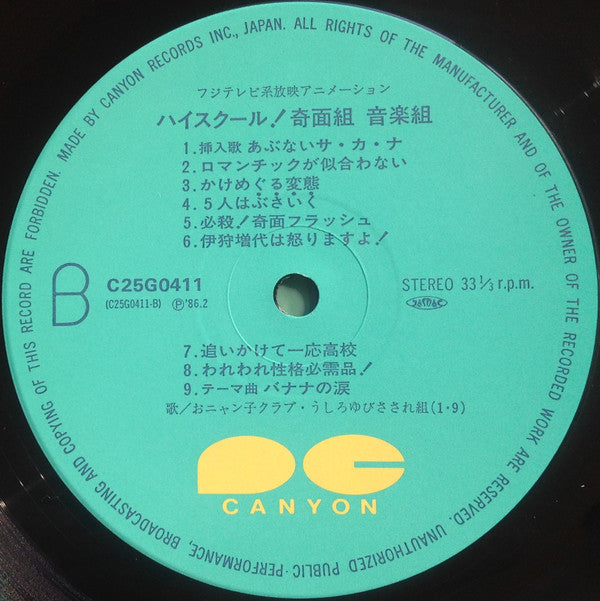 MADE BY CANYON RECORDS INC., JAPAN. ALL RIGHTS OF THE MANUFACTURER AND OF THE OWNER OF THE RECORDED WORK ARE RESERVED. UNAUTHORIZED PUBLIC PERFORMANCE, BROADCASTING AND COPYING OF THIS RECORD ARE FORBIDDEN.
フジテレビ系放映アニメーション
ハイスクール!奇面組 音楽組
1.挿入歌 あぶないサ・カ・ナ
2.ロマンチックが似合わない
3.かけめぐる変態
4.5人はぶきいく
5.必殺!奇面フラッシュ
6.伊狩増代は怒りますよ!
B
C25G0411
(C25G0411-B) Ⓟ'86.2
STEREO 33 1/3 r.p.m.
7.追いかけて一応高校
8.われわれ性格必需品!
9.テーマ曲 バナナの涙
歌/おニャン子クラブ・うしろゆびさされ組(1・9)
PC
CANYON